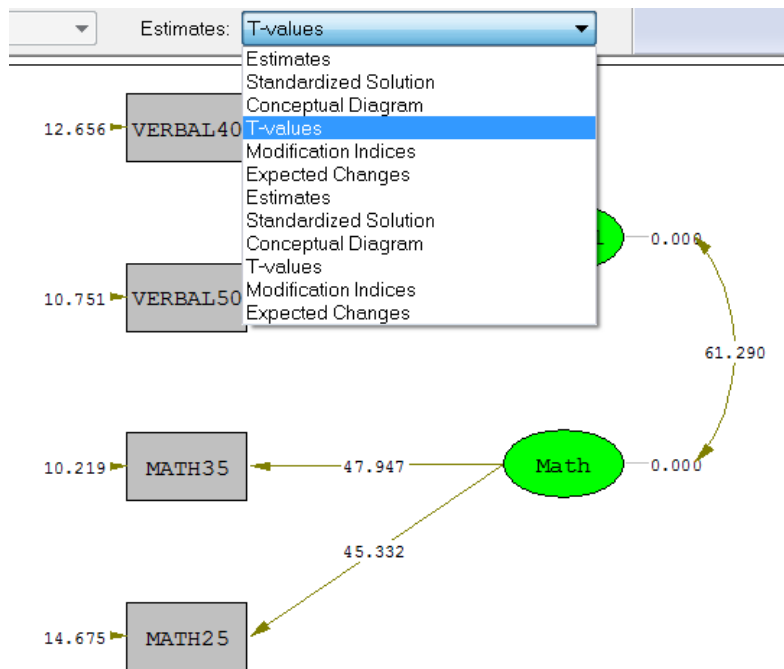 Estimates: T-values
Estimates
Standardized Solution
Conceptual Diagram
T-values
Modification Indices
Expected Changes
Estimates
Standardized Solution
Conceptual Diagram
T-values
Modification Indices
Expected Changes
12.656 VERBAL40
0.000
10.751 VERBAL50
61.290
10.219 MATH35 47.947 Math 0.000
45.332
14.675 MATH25